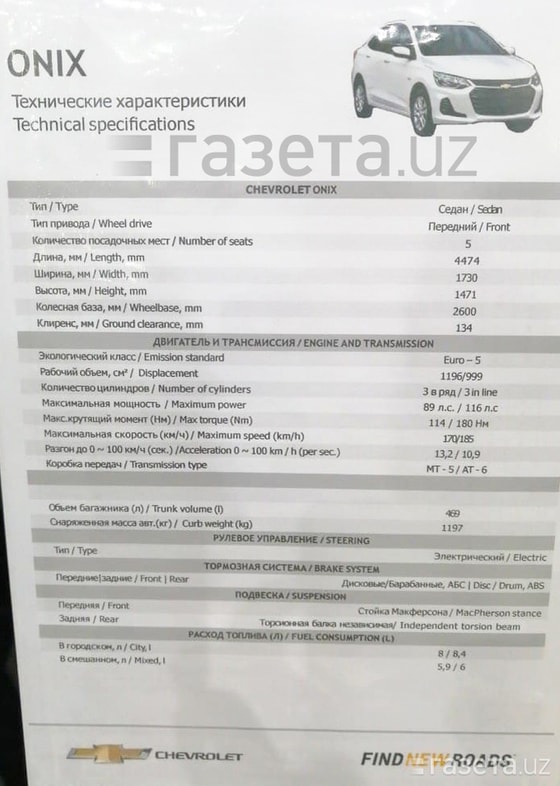 ONIX
Технические характеристики
Technical specifications
газета.uz
CHEVROLET ONIX
Тип / Type Седан / Sedan
Тип привода / Wheel drive Передний / Front
Количество посадочных мест / Number of seats 5
Длина, мм / Length, mm 4474
Ширина, мм / Width, mm 1730
Высота, мм / Height, mm 1471
Колесная база, мм / Wheelbase, mm 2600
Клиренс, мм / Ground clearance, mm 134
ДВИГАТЕЛЬ И ТРАНСМИССИЯ / ENGINE AND TRANSMISSION
Экологический класс / Emission standard Euro – 5
Рабочий объем, см³ / Displacement 1196/999
Количество цилиндров / Number of cylinders 3 в ряд / 3 in line
Максимальная мощность / Maximum power 89 л.с. / 116 л.с
Макс.крутящий момент (Нм) / Max torque (Nm) 114 / 180 Нм
Максимальная скорость (км/ч) / Maximum speed (km/h) 170/185
Разгон до 0 ~ 100 км/ч (сек.) /Acceleration 0 ~ 100 km / h (per sec.) 13,2 / 10,9
Коробка передач / Transmission type МТ - 5 / АТ - 6
Объем багажника (л) / Trunk volume (l) 469
Снаряженная масса авт.(кг) / Curb weight (kg) 1197
РУЛЕВОЕ УПРАВЛЕНИЕ / STEERING
Тип / Type Электрический / Electric
ТОРМОЗНАЯ СИСТЕМА / BRAKE SYSTEM
Передние|задние / Front | Rear Дисковые/Барабанные, АБС | Disc / Drum, ABS
ПОДВЕСКА / SUSPENSION
Передняя / Front Стойка Макферсона / MacPherson stance
Задняя / Rear Торсионная балка независимая/ Independent torsion beam
РАСХОД ТОПЛИВА (Л) / FUEL CONSUMPTION (L)
В городском, л / City, l 8 / 8,4
В смешанном, л / Mixed, l 5,9 / 6
CHEVROLET FIND NEW ROADS
газета.uz